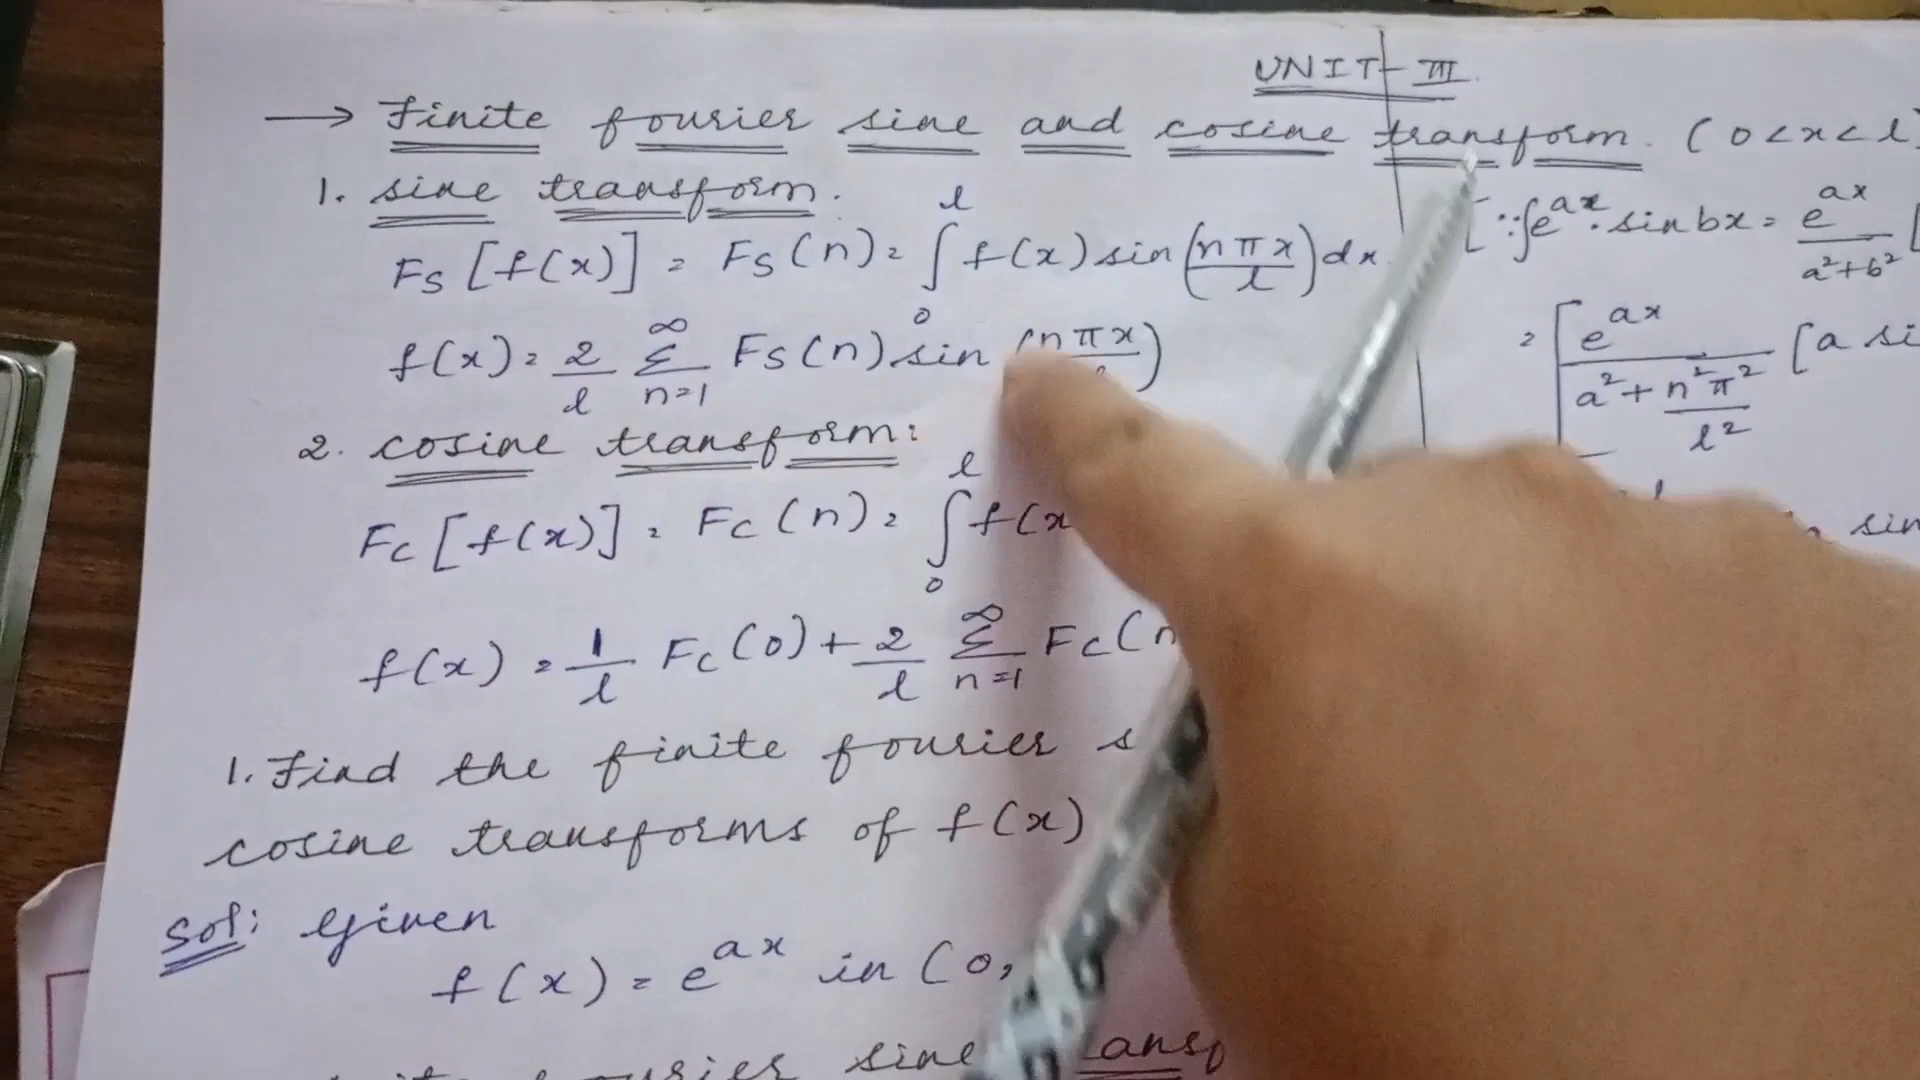 UNIT-III
→ Finite fourier sine and cosine transform. (0<x<l)
1. sine transform.
Fs[f(x)] = Fs(n) = ∫₀ˡ f(x) sin(nπx/l) dx
f(x) = 2/l Σ_{n=1}^∞ Fs(n) sin(nπx
2. cosine transform:
Fc[f(x)] = Fc(n) = ∫₀ˡ f(x
f(x) = 1/l Fc(0) + 2/l Σ_{n=1}^∞ Fc(n
1. Find the finite fourier s
cosine transforms of f(x)
Sol: Given
f(x) = e^{ax} in (0,
sine
[∵∫e^{ax}.sin bx = e^{ax}/(a²+b²) [
= [e^{ax}/(a²+n²π²/l²) [a si
sin